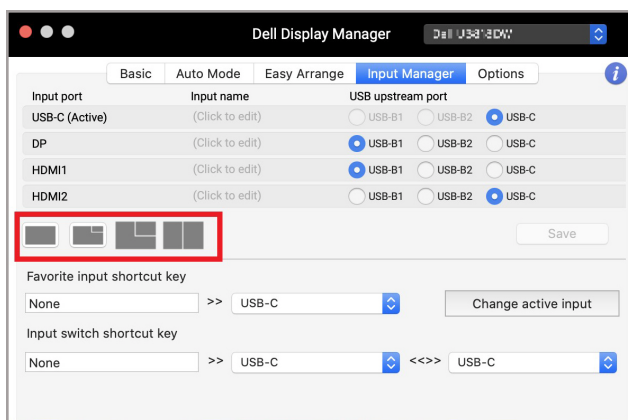 Dell Display Manager
Basic Auto Mode Easy Arrange Input Manager Options i
Input port Input name USB upstream port
USB-C (Active) (Click to edit) USB-B1 USB-B2 USB-C
DP (Click to edit) USB-B1 USB-B2 USB-C
HDMI1 (Click to edit) USB-B1 USB-B2 USB-C
HDMI2 (Click to edit) USB-B1 USB-B2 USB-C
Save
Favorite input shortcut key
None >> USB-C Change active input
Input switch shortcut key
None >> USB-C <<>> USB-C